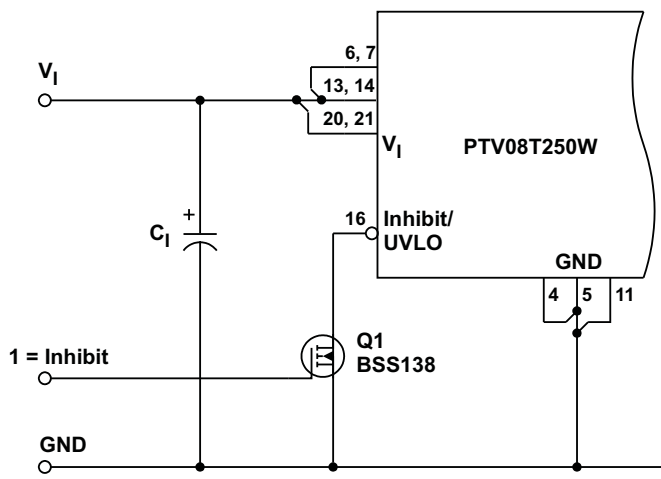 6, 7
V_I
13, 14
20, 21
V_I
PTV08T250W
+
C_I
16
Inhibit/
UVLO
GND
4
5
11
Q1
BSS138
1 = Inhibit
GND